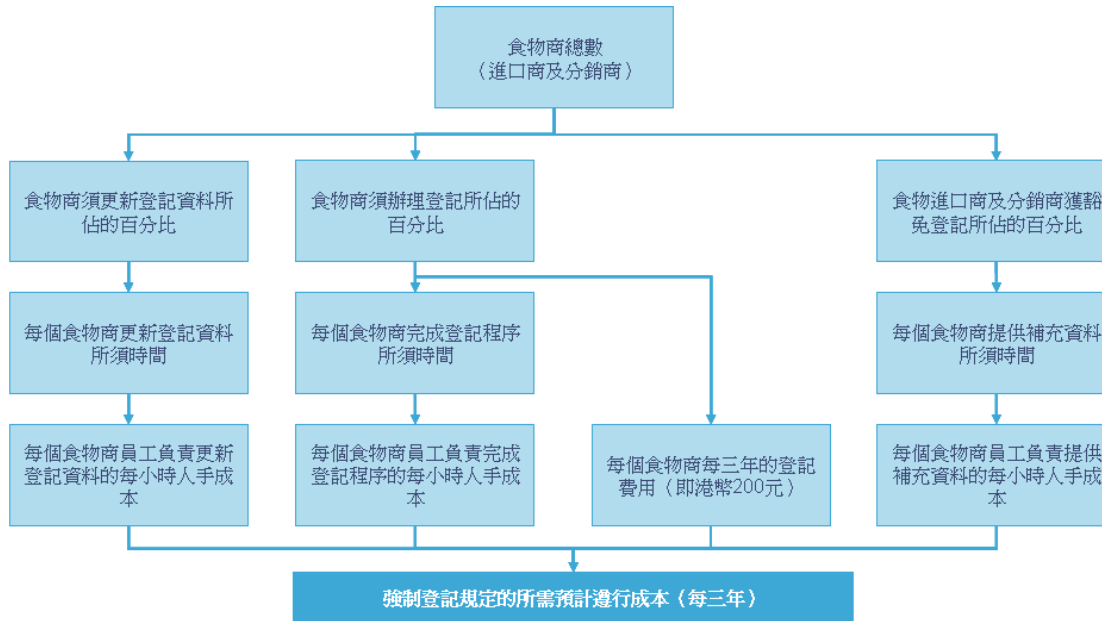 食物商總數
（進口商及分銷商）
食物商須更新登記資料所
佔的百分比
食物商須辦理登記所佔的
百分比
食物進口商及分銷商獲豁
免登記所佔的百分比
每個食物商更新登記資料
所須時間
每個食物商完成登記程序
所須時間
每個食物商提供補充資料
所須時間
每個食物商員工負責更新
登記資料的每小時人手成
本
每個食物商員工負責完成
登記程序的每小時人手成
本
每個食物商每三年的登記
費用（即港幣200元）
每個食物商員工負責提供
補充資料的每小時人手成
本
強制登記規定的所需預計遵行成本（每三年）